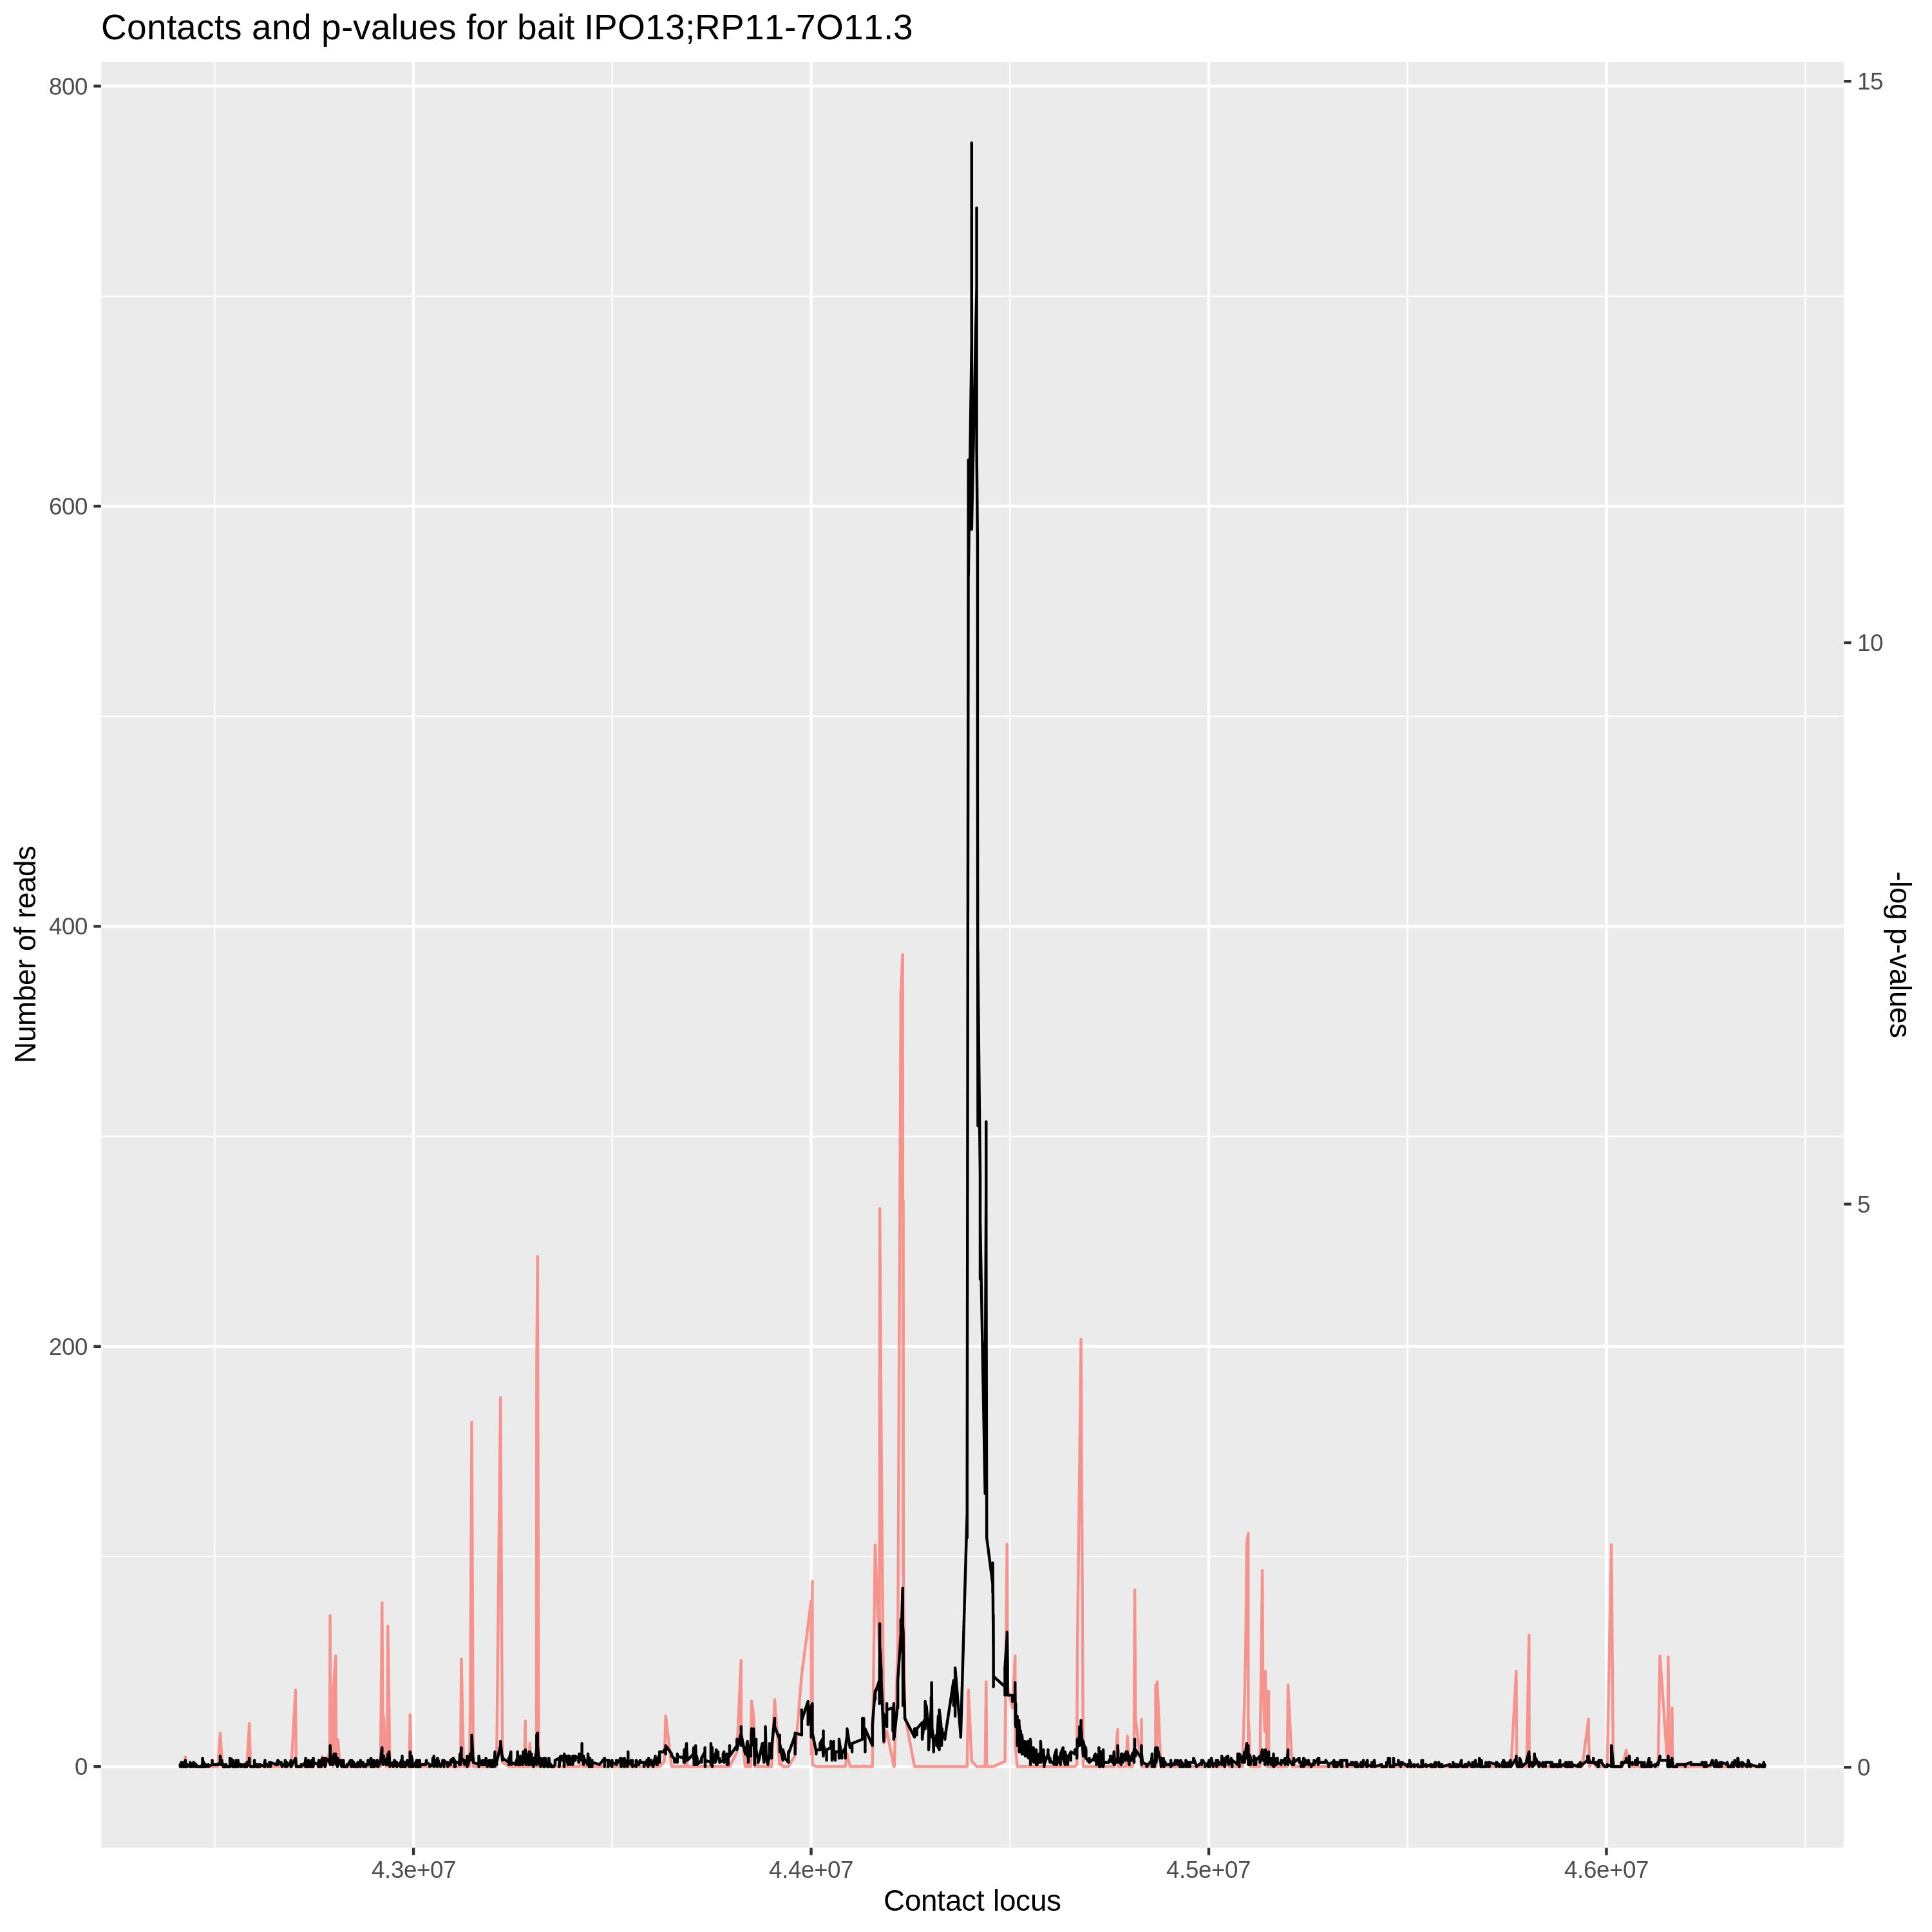 Contacts and p-values for bait IPO13;RP11-7O11.3
800
600
400
200
0
Number of reads
15
10
5
0
-log p-values
4.3e+07
4.4e+07
4.5e+07
4.6e+07
Contact locus